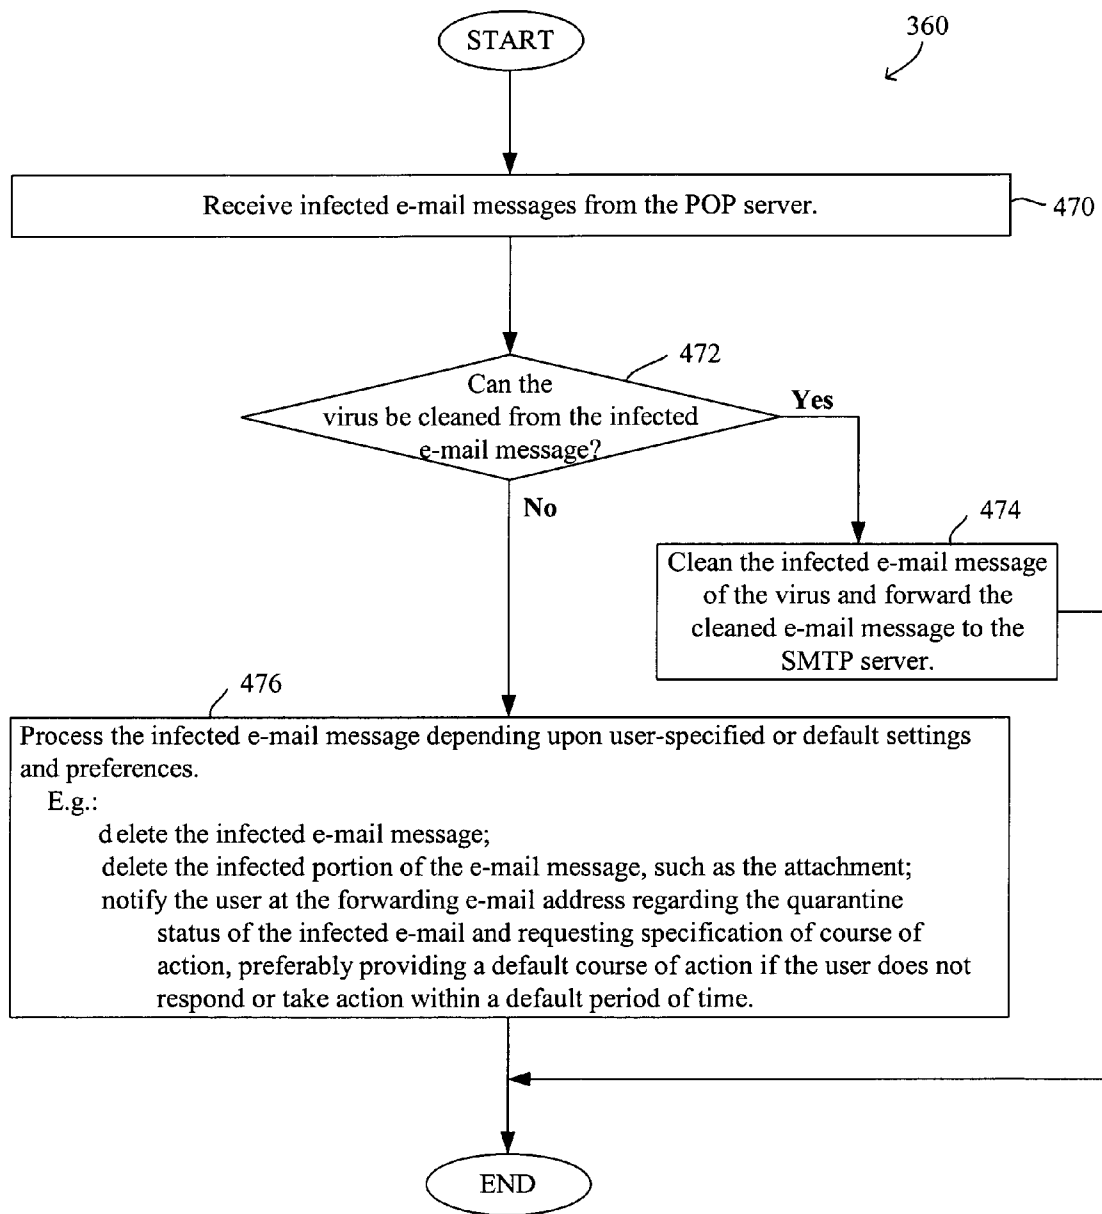 START
360
Receive infected e-mail messages from the POP server.
470
472
Can the
virus be cleaned from the infected
e-mail message?
Yes
No
474
Clean the infected e-mail message
of the virus and forward the
cleaned e-mail message to the
SMTP server.
476
Process the infected e-mail message depending upon user-specified or default settings
and preferences.
E.g.:
delete the infected e-mail message;
delete the infected portion of the e-mail message, such as the attachment;
notify the user at the forwarding e-mail address regarding the quarantine
status of the infected e-mail and requesting specification of course of
action, preferably providing a default course of action if the user does not
respond or take action within a default period of time.
END